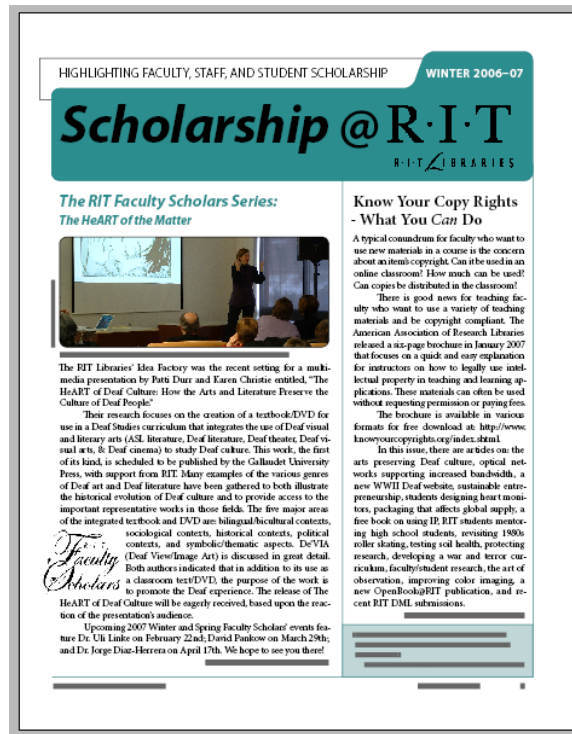 HIGHLIGHTING FACULTY, STAFF, AND STUDENT SCHOLARSHIP
WINTER 2006–07
Scholarship @ R·I·T
R·I·T LIBRARIES
The RIT Faculty Scholars Series:
The HeART of the Matter
The RIT Libraries' Idea Factory was the recent setting for a multi-
media presentation by Patti Durr and Karen Christie entitled, "The
HeART of Deaf Culture: How the Arts and Literature Preserve the
Culture of Deaf People."
Their research focuses on the creation of a textbook/DVD for
use in a Deaf Studies curriculum that integrates the use of Deaf visual
and literary arts (ASL literature, Deaf literature, Deaf theater, Deaf vi-
sual arts, & Deaf cinema) to study Deaf culture. This work, the first
of its kind, is scheduled to be published by the Gallaudet University
Press, with support from RIT. Many examples of the various genres
of Deaf art and Deaf literature have been gathered to both illustrate
the historical evolution of Deaf culture and to provide access to the
important representative works in those fields. The five major areas
of the integrated textbook and DVD are: bilingual/bicultural contexts,
sociological contexts, historical contexts, political
contexts, and symbolic/thematic aspects. De'VIA
(Deaf View/Image Art) is discussed in great detail.
Both authors indicated that in addition to its use as
a classroom text/DVD, the purpose of the work is
to promote the Deaf experience. The release of The
HeART of Deaf Culture will be eagerly received, based upon the reac-
tion of the presentation's audience.
Upcoming 2007 Winter and Spring Faculty Scholars' events fea-
ture Dr. Uli Linke on February 22nd; David Pankow on March 29th;
and Dr. Jorge Diaz-Herrera on April 17th. We hope to see you there!
Faculty
Scholars
Know Your Copy Rights
- What You Can Do
A typical conundrum for faculty who want to
use new materials in a course is the concern
about an item's copyright. Can it be used in an
online classroom? How much can be used?
Can copies be distributed in the classroom?
There is good news for teaching fac-
ulty who want to use a variety of teaching
materials and be copyright compliant. The
American Association of Research Libraries
released a six-page brochure in January 2007
that focuses on a quick and easy explanation
for instructors on how to legally use intel-
lectual property in teaching and learning ap-
plications. These materials can often be used
without requesting permission or paying fees.
The brochure is available in various
formats for free download at: http://www.
knowyourcopyrights.org/index.shtml.
In this issue, there are articles on: the
arts preserving Deaf culture, optical net-
works supporting increased bandwidth, a
new WWII Deaf website, sustainable entre-
preneurship, students designing heart moni-
tors, packaging that affects global supply, a
free book on using IP, RIT students mentor-
ing high school students, revisiting 1980s
roller skating, testing soil health, protecting
research, developing a war and terror cur-
riculum, faculty/student research, the art of
observation, improving color imaging, a
new OpenBook@RIT publication, and re-
cent RIT DML submissions.